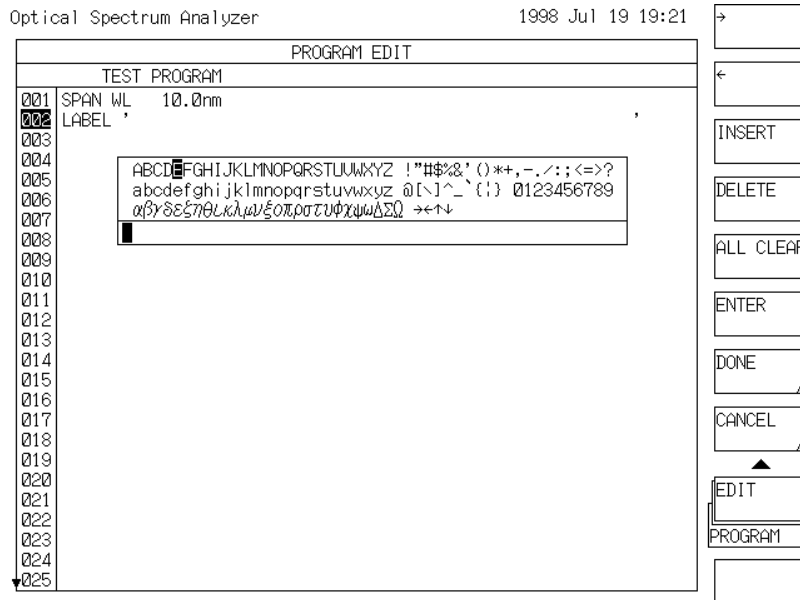 Optical Spectrum Analyzer 1998 Jul 19 19:21
PROGRAM EDIT
TEST PROGRAM
001 SPAN WL 10.0nm
002 LABEL ' '
003
004
005
006
007
008
009
010
011
012
013
014
015
016
017
018
019
020
021
022
023
024
025
ABCDEFGHIJKLMNOPQRSTUVWXYZ !"#$%&'()*+,-./:;<=>?
abcdefghijklmnopqrstuvwxyz @[\]^_`{¦} 0123456789
αβγδεζηθικλμνξοπρστυφχψωΔΣΩ →←↑↓
→
←
INSERT
DELETE
ALL CLEAR
ENTER
DONE
CANCEL
EDIT
PROGRAM